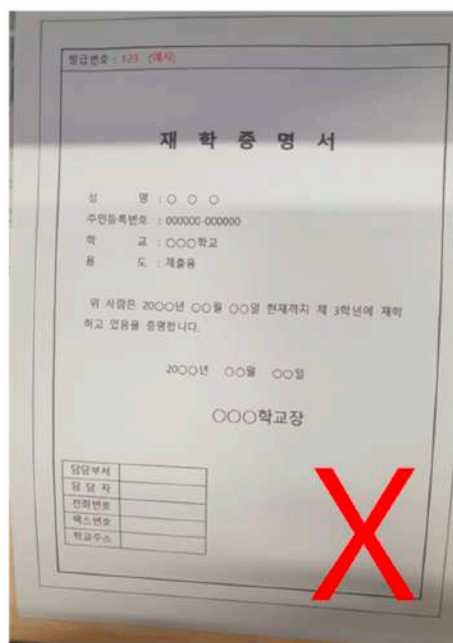 발급번호 : 123 (예시)
재 학 증 명 서
성 명 : ○ ○ ○
주민등록번호 : 000000-000000
학 교 : ○○○학교
용 도 : 제출용
위 사람은 20○○년 ○○월 ○○일 현재까지 제 3학년에 재학
하고 있음을 증명합니다.
20○○년 ○○월 ○○일
○○○학교장
담당부서
담 당 자
전화번호
팩스번호
학교주소
X